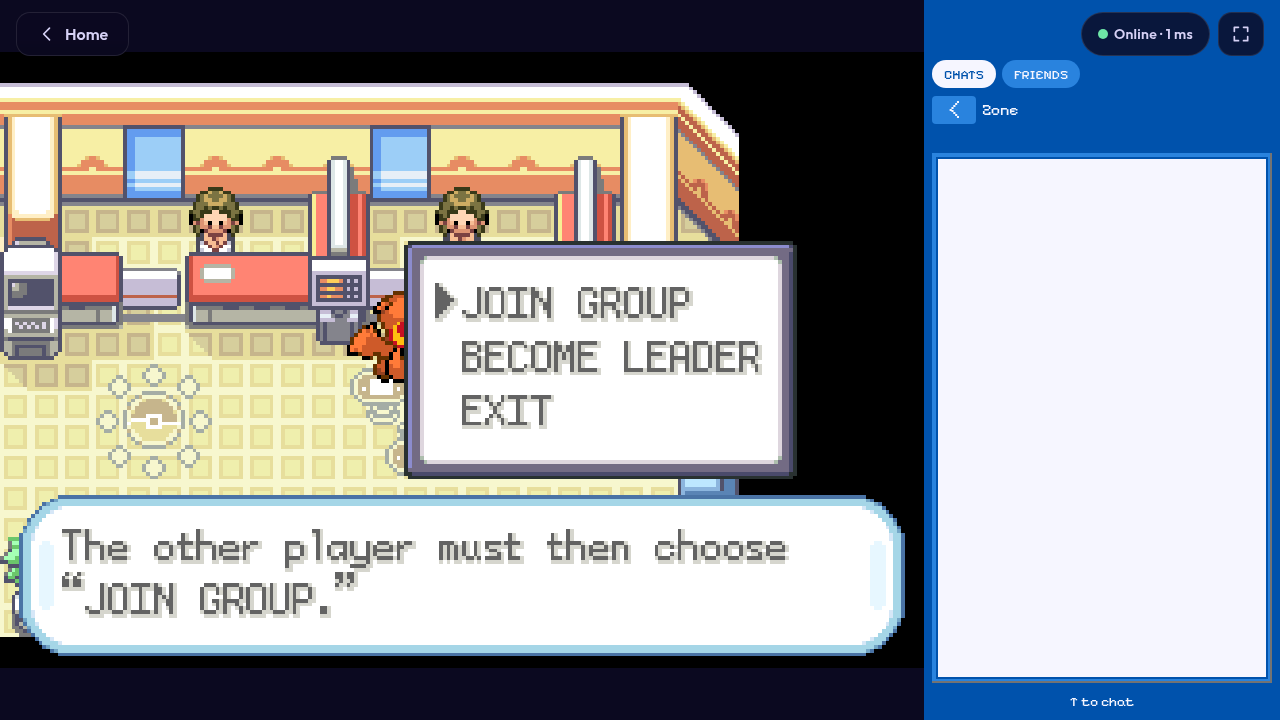 Home
Online · 1 ms
CHATS
FRIENDS
Zone
JOIN GROUP
BECOME LEADER
EXIT
The other player must then choose
“JOIN GROUP.”
↑ to chat